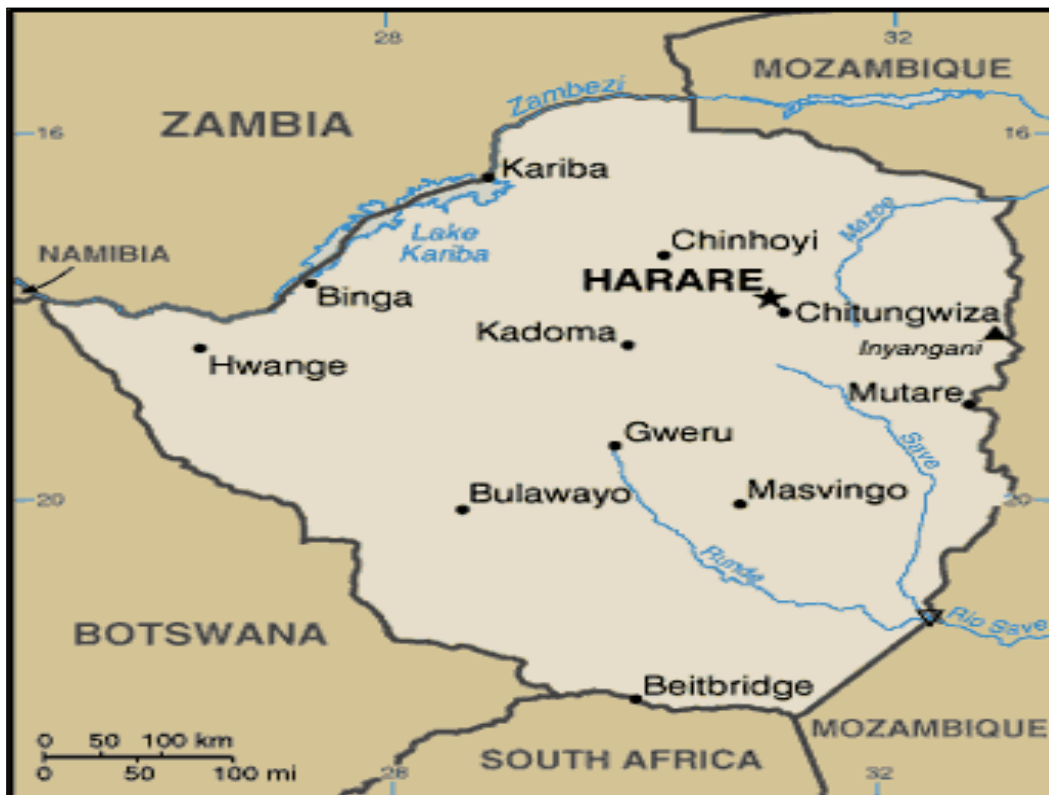 28
32
MOZAMBIQUE
Zambezi
ZAMBIA
16
16
Kariba
Mazoe
Lake
Kariba
Chinhoyi
NAMIBIA
HARARE
Binga
Chitungwiza
Kadoma
Inyangani
Hwange
Mutare
Gweru
Save
Bulawayo
Masvingo
20
20
Runde
Rio Save
BOTSWANA
Beitbridge
MOZAMBIQUE
0 50 100 km
SOUTH AFRICA
0 50 100 mi
28
32